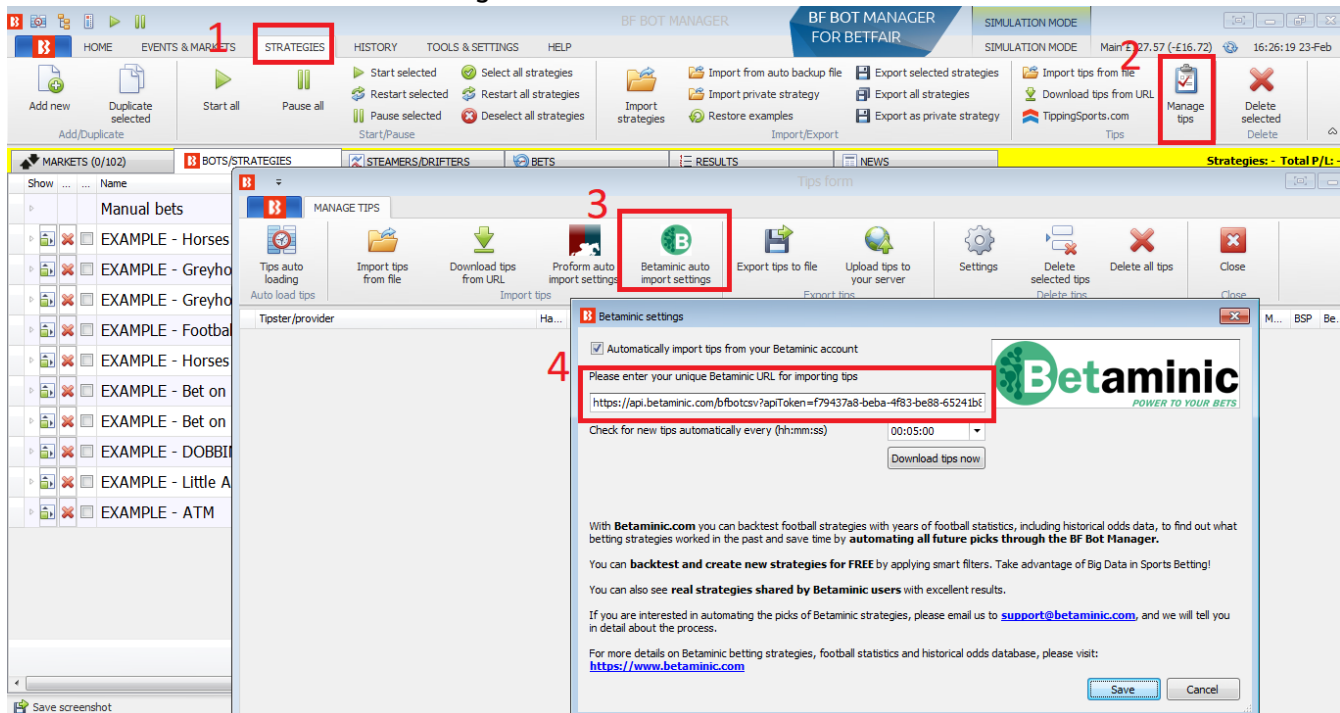 BF BOT MANAGER
BF BOT MANAGER
FOR BETFAIR
SIMULATION MODE
1
HOME EVENTS & MARKETS STRATEGIES HISTORY TOOLS & SETTINGS HELP
SIMULATION MODE
16:26:19 23-Feb
2
Add new
Duplicate
selected
Start all
Pause all
Start selected
Restart selected
Pause selected
Select all strategies
Restart all strategies
Deselect all strategies
Import
strategies
Import from auto backup file
Import private strategy
Restore examples
Export selected strategies
Export all strategies
Export as private strategy
Import tips from file
Download tips from URL
TippingSports.com
Manage
tips
Delete
selected
Add/Duplicate
Start/Pause
Import/Export
Tips
Delete
MARKETS (0/102)
BOTS/STRATEGIES
STEAMERS/DRIFTERS
BETS
RESULTS
NEWS
Strategies: - Total P/L: -
Show ... ... Name
Manual bets
EXAMPLE - Horses
EXAMPLE - Greyho
EXAMPLE - Greyho
EXAMPLE - Footbal
EXAMPLE - Horses
EXAMPLE - Bet on
EXAMPLE - Bet on
EXAMPLE - DOBBI
EXAMPLE - Little A
EXAMPLE - ATM
Save screenshot
Tips form
MANAGE TIPS
3
Tips auto
loading
Import tips
from file
Download tips
from URL
Proform auto
import settings
Betaminic auto
import settings
Export tips to file
Upload tips to
your server
Settings
Delete
selected tips
Delete all tips
Close
Auto load tips
Import tips
Export tips
Delete tips
Close
Tipster/provider
Ha...
M... BSP Be.
Betaminic settings
4
Automatically import tips from your Betaminic account
Please enter your unique Betaminic URL for importing tips
https://api.betaminic.com/bfbotcsv?apiToken=f79437a8-beba-4f83-be88-65241b8
Check for new tips automatically every (hh:mm:ss)
00:05:00
Download tips now
Betaminic
POWER TO YOUR BETS
With Betaminic.com you can backtest football strategies with years of football statistics, including historical odds data, to find out what
betting strategies worked in the past and save time by automating all future picks through the BF Bot Manager.
You can backtest and create new strategies for FREE by applying smart filters. Take advantage of Big Data in Sports Betting!
You can also see real strategies shared by Betaminic users with excellent results.
If you are interested in automating the picks of Betaminic strategies, please email us to support@betaminic.com, and we will tell you
in detail about the process.
For more details on Betaminic betting strategies, football statistics and historical odds database, please visit:
https://www.betaminic.com
Save
Cancel